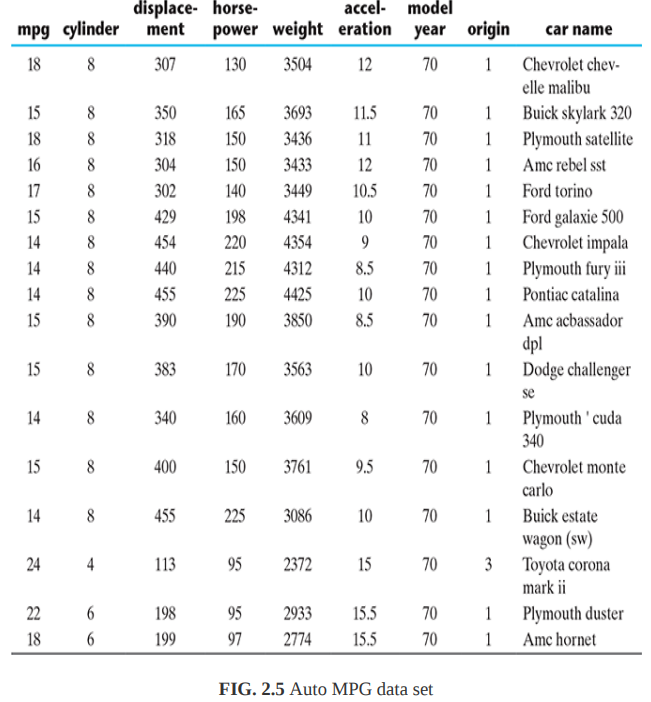 displace- horse- accel- model
mpg cylinder ment power weight eration year origin car name
18 8 307 130 3504 12 70 1 Chevrolet chev-
elle malibu
15 8 350 165 3693 11.5 70 1 Buick skylark 320
18 8 318 150 3436 11 70 1 Plymouth satellite
16 8 304 150 3433 12 70 1 Amc rebel sst
17 8 302 140 3449 10.5 70 1 Ford torino
15 8 429 198 4341 10 70 1 Ford galaxie 500
14 8 454 220 4354 9 70 1 Chevrolet impala
14 8 440 215 4312 8.5 70 1 Plymouth fury iii
14 8 455 225 4425 10 70 1 Pontiac catalina
15 8 390 190 3850 8.5 70 1 Amc acbassador
dpl
15 8 383 170 3563 10 70 1 Dodge challenger
se
14 8 340 160 3609 8 70 1 Plymouth ' cuda
340
15 8 400 150 3761 9.5 70 1 Chevrolet monte
carlo
14 8 455 225 3086 10 70 1 Buick estate
wagon (sw)
24 4 113 95 2372 15 70 3 Toyota corona
mark ii
22 6 198 95 2933 15.5 70 1 Plymouth duster
18 6 199 97 2774 15.5 70 1 Amc hornet
FIG. 2.5 Auto MPG data set